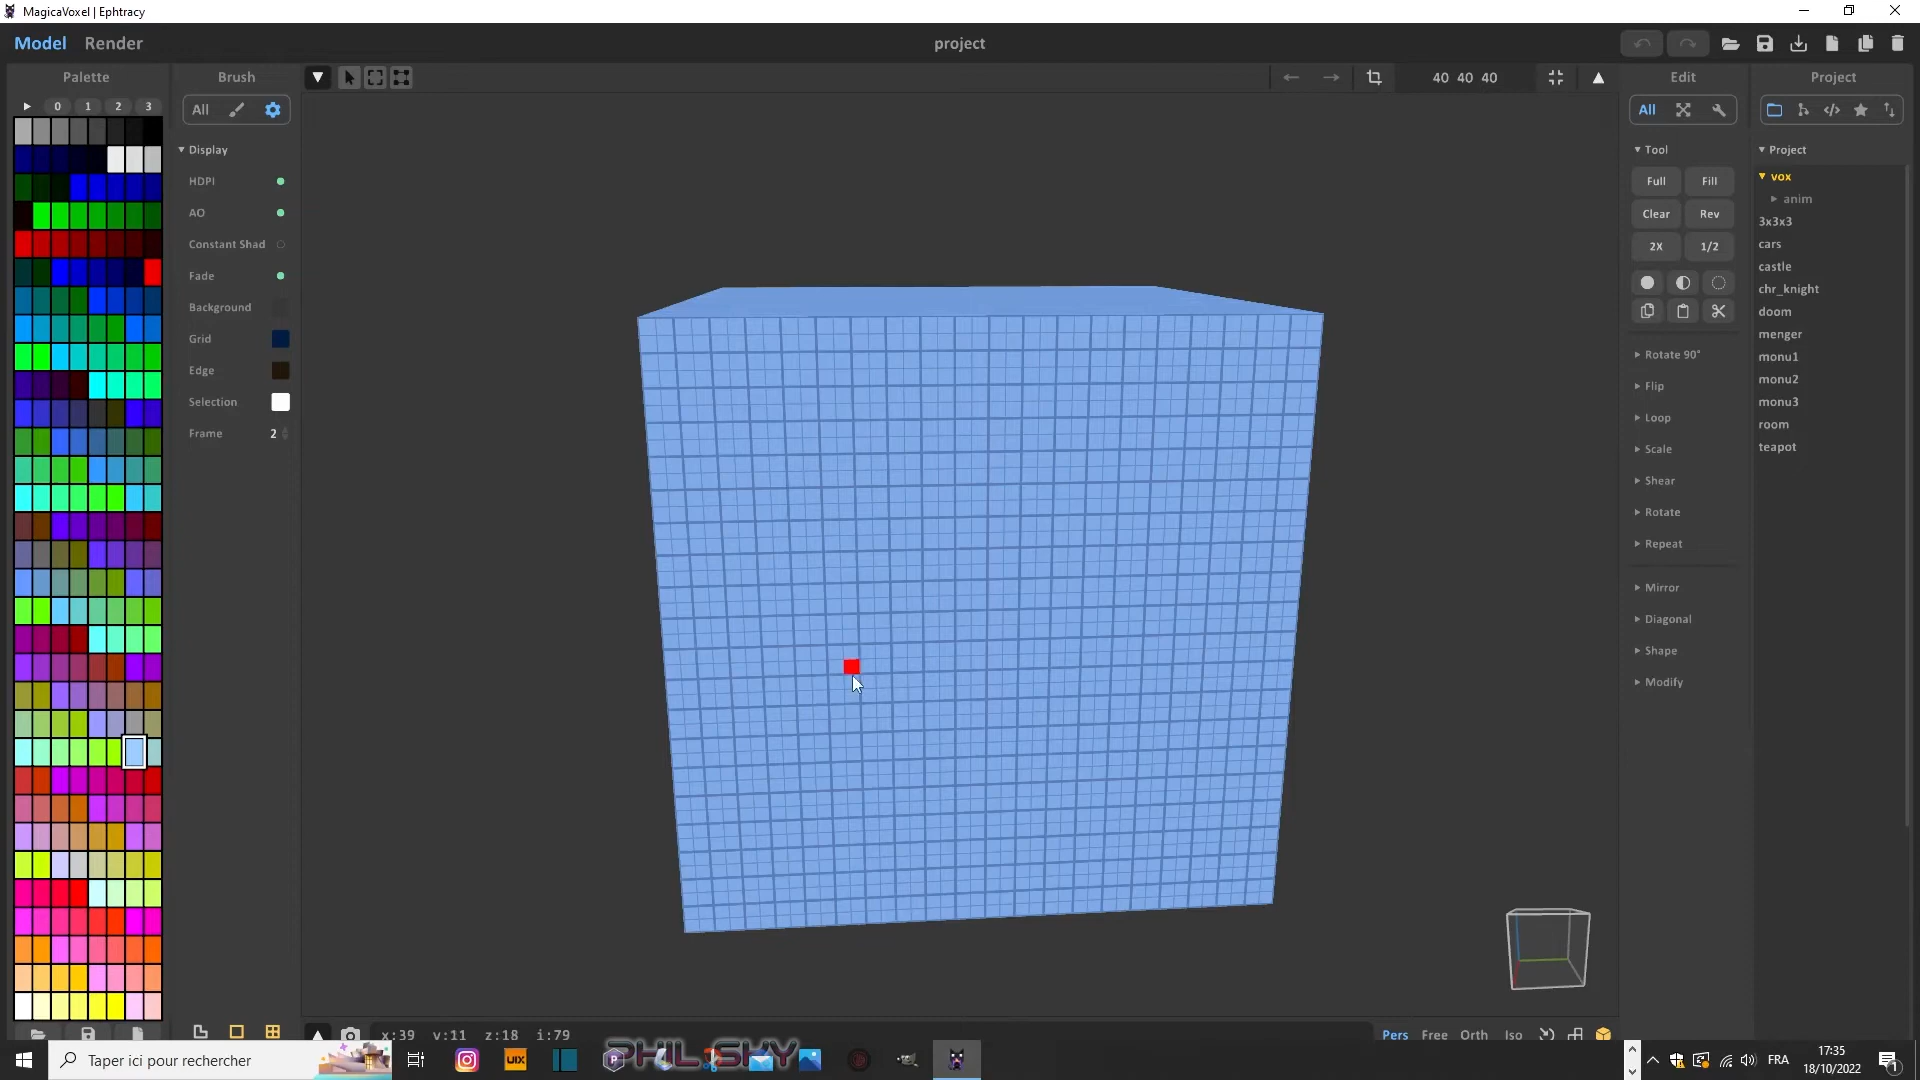 MagicaVoxel | Ephtracy
Model Render
project
Palette
Brush
40 40 40
Edit
Project
0 1 2 3
All
All
Display
HDPI
AO
Constant Shad
Fade
Background
Grid
Edge
Selection
Frame 2
Tool
Full Fill
Clear Rev
2X 1/2
Rotate 90°
Flip
Loop
Scale
Shear
Rotate
Repeat
Mirror
Diagonal
Shape
Modify
Project
vox
anim
3x3x3
cars
castle
chr_knight
doom
menger
monu1
monu2
monu3
room
teapot
x:39 v:11 z:18 i:79
Pers Free Orth Iso
Taper ici pour rechercher
UIX
PHIL SKY
FRA
17:35
18/10/2022
1